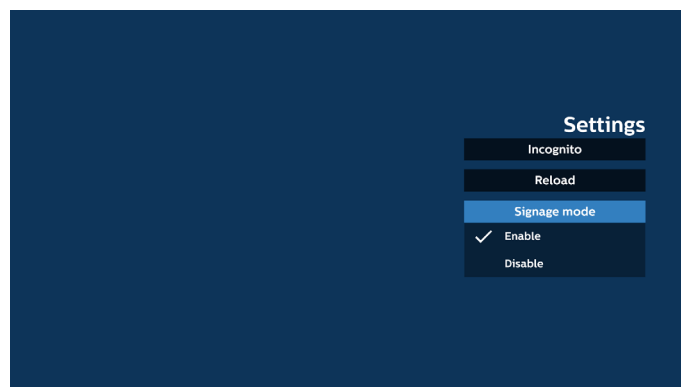 Settings
Incognito
Reload
Signage mode
Enable
Disable